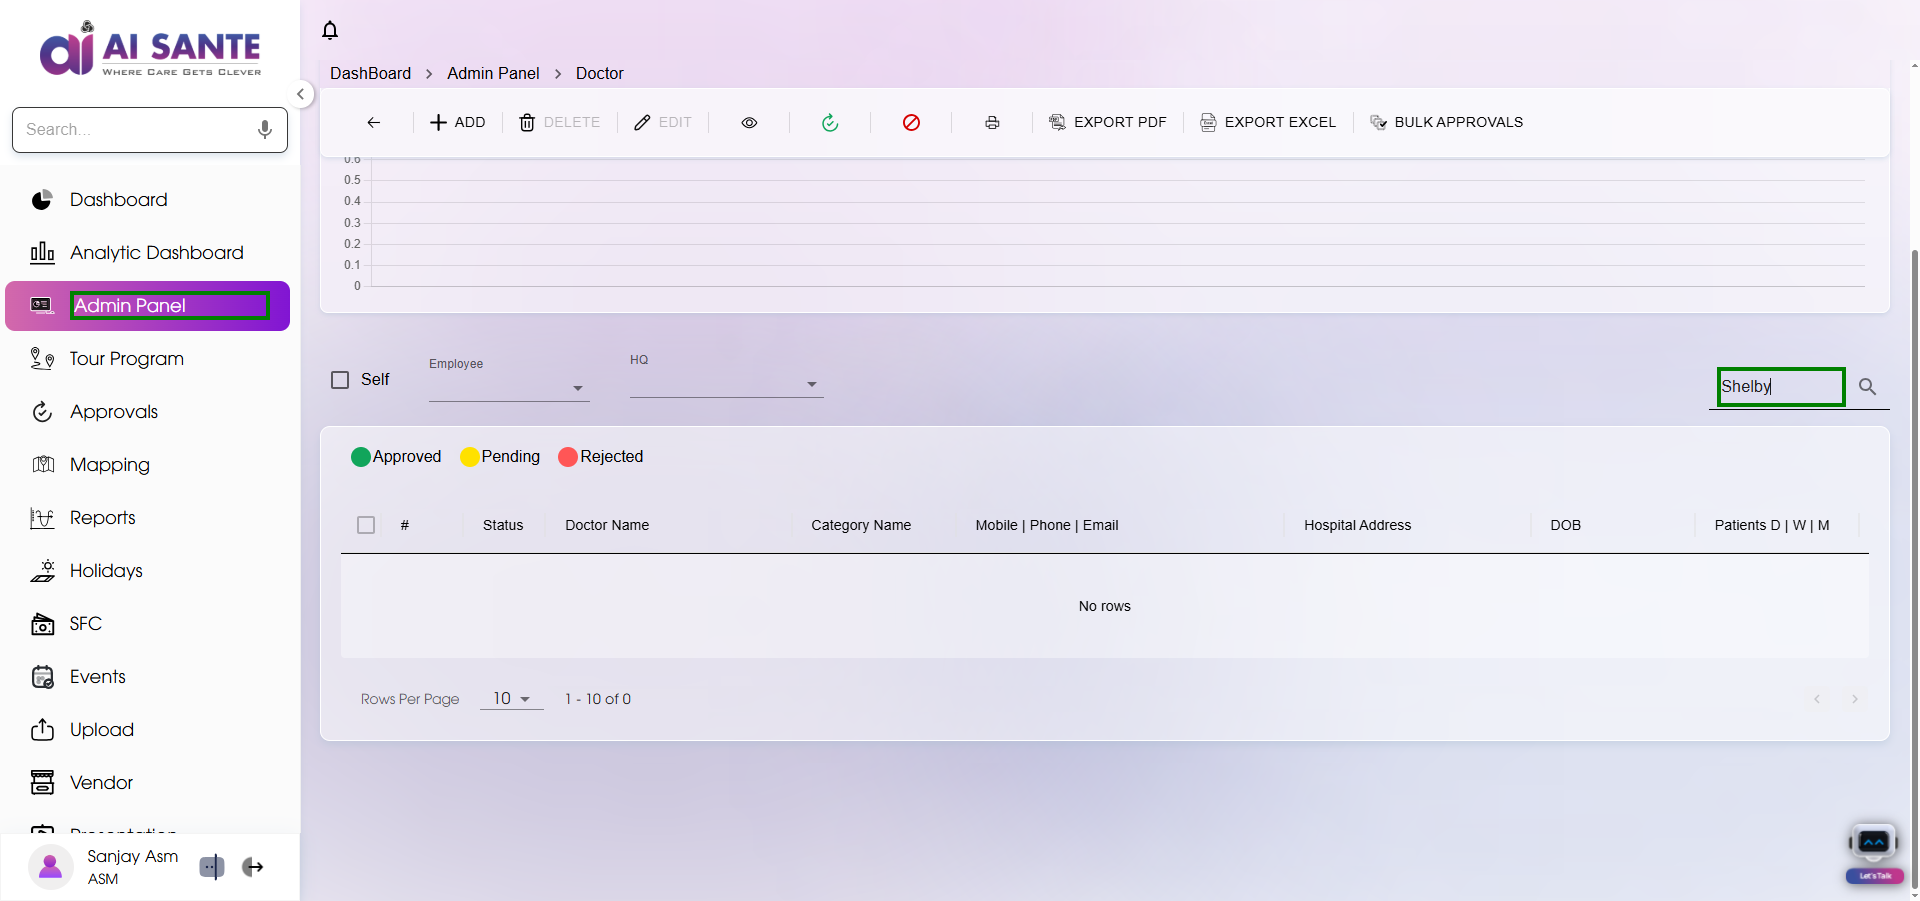 ai AI SANTE
WHERE CARE GETS CLEVER
Search...
Dashboard
Analytic Dashboard
Admin Panel
Tour Program
Approvals
Mapping
Reports
Holidays
SFC
Events
Upload
Vendor
Presentation
Sanjay Asm
ASM
DashBoard > Admin Panel > Doctor
ADD DELETE EDIT EXPORT PDF EXPORT EXCEL BULK APPROVALS
0.6
0.5
0.4
0.3
0.2
0.1
0
Self
Employee
HQ
Shelby
Approved Pending Rejected
# Status Doctor Name Category Name Mobile | Phone | Email Hospital Address DOB Patients D | W | M
No rows
Rows Per Page 10 1 - 10 of 0
Let's Talk